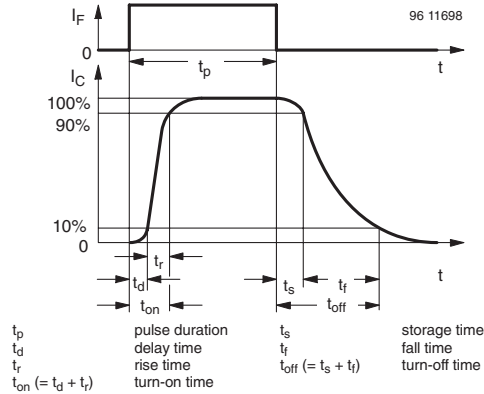 I_F
96 11698
0
t_p
t
I_C
100%
90%
10%
0
t_r
t_d
t_on
t_s
t_f
t_off
t
t_p pulse duration t_s storage time
t_d delay time t_f fall time
t_r rise time t_off (= t_s + t_f) turn-off time
t_on (= t_d + t_r) turn-on time